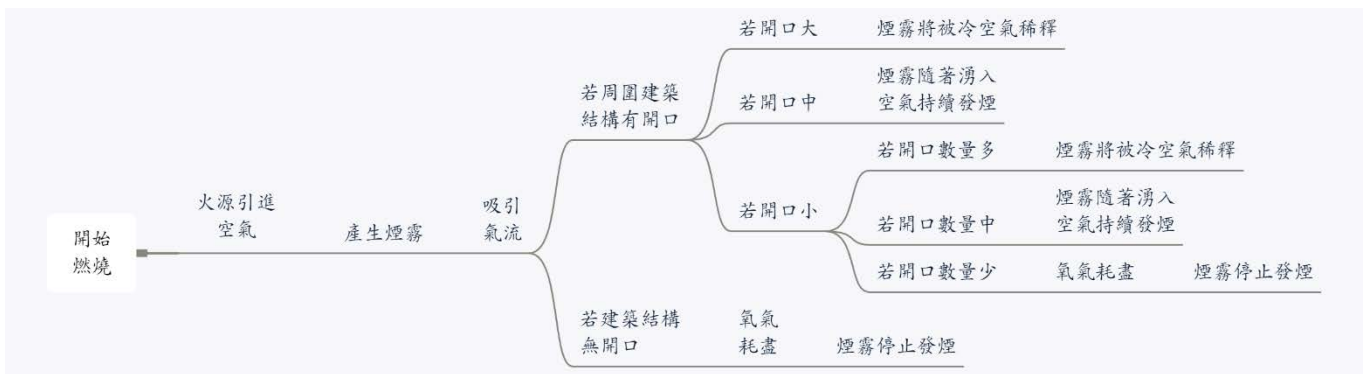 開始
燃燒
火源引進
空氣
產生煙霧
吸引
氣流
若周圍建築
結構有開口
若開口大
煙霧將被冷空氣稀釋
若開口中
煙霧隨著湧入
空氣持續發煙
若開口小
若開口數量多
煙霧將被冷空氣稀釋
若開口數量中
煙霧隨著湧入
空氣持續發煙
若開口數量少
氧氣耗盡
煙霧停止發煙
若建築結構
無開口
氧氣
耗盡
煙霧停止發煙